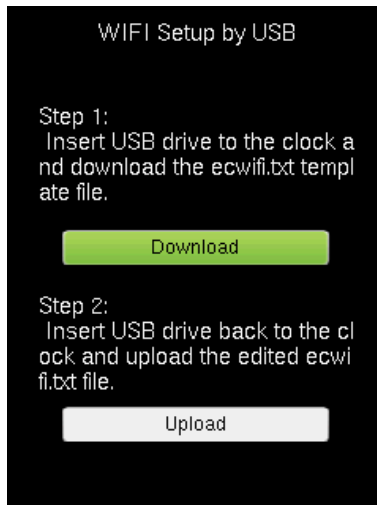 WIFI Setup by USB
Step 1:
Insert USB drive to the clock a
nd download the ecwifi.txt templ
ate file.
Download
Step 2:
Insert USB drive back to the cl
ock and upload the edited ecwi
fi.txt file.
Upload